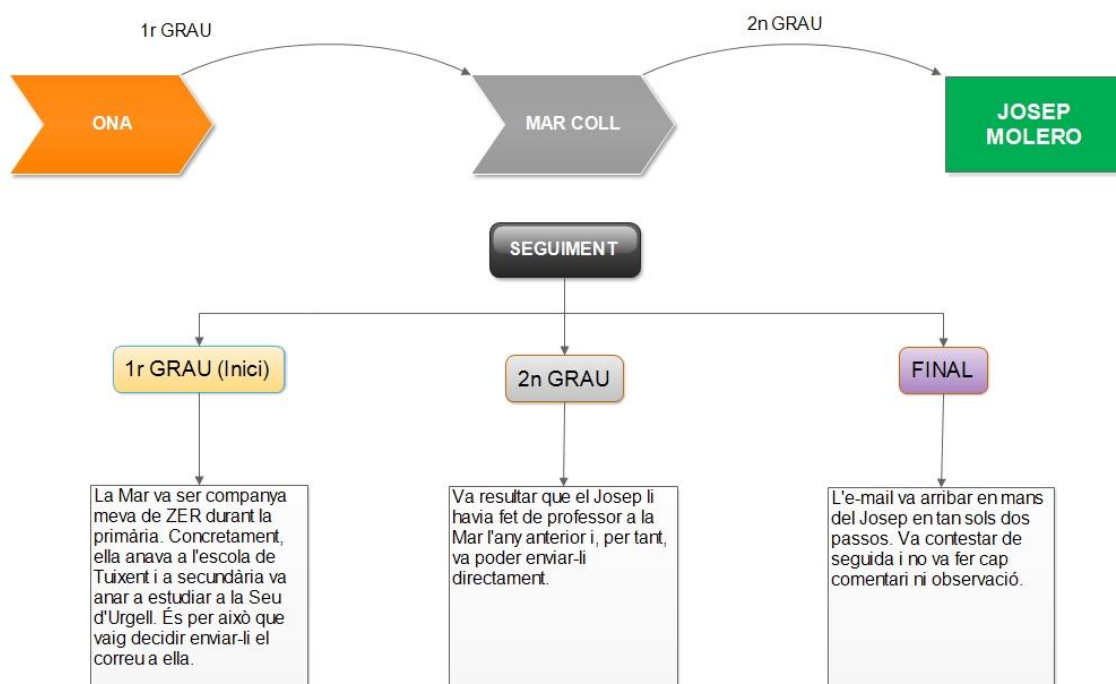 1r GRAU
2n GRAU
ONA
MAR COLL
JOSEP
MOLERO
SEGUIMENT
1r GRAU (Inici)
2n GRAU
FINAL
La Mar va ser companya
meva de ZER durant la
primària. Concretament,
ella anava a l'escola de
Tuixent i a secundària va
anar a estudiar a la Seu
d'Urgell. És per això que
vaig decidir enviar-li el
correu a ella.
Va resultar que el Josep li
havia fet de professor a la
Mar l'any anterior i, per tant,
va poder enviar-li
directament.
L'e-mail va arribar en mans
del Josep en tan sols dos
passos. Va contestar de
seguida i no va fer cap
comentari ni observació.